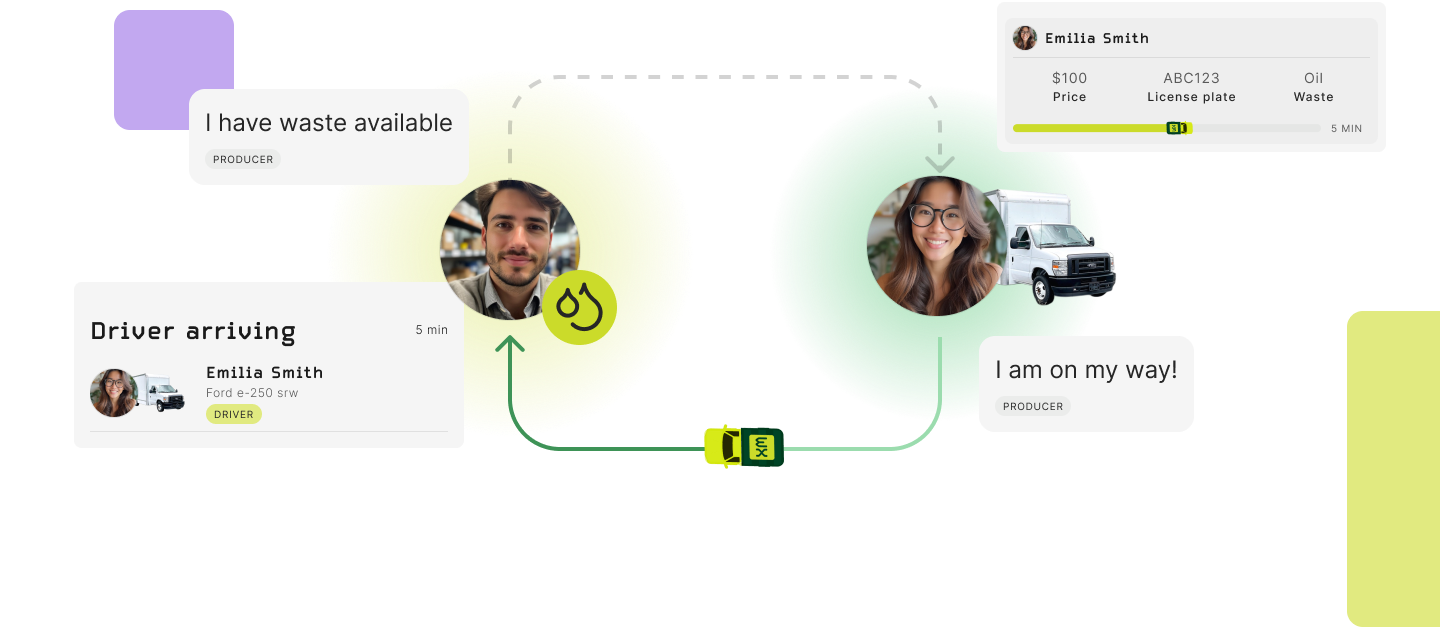 Emilia Smith
$100
Price
ABC123
License plate
Oil
Waste
5 MIN
I have waste available
PRODUCER
Driver arriving
5 min
Emilia Smith
Ford e-250 srw
DRIVER
I am on my way!
PRODUCER
WX